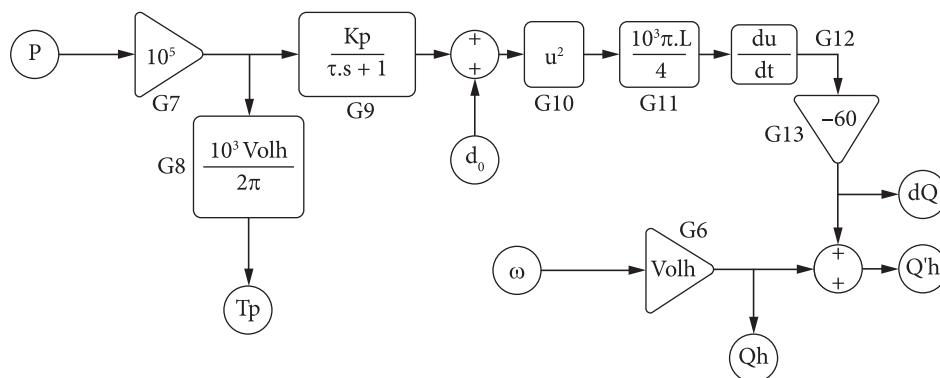 P
10⁵
G7
Kp
τ.s + 1
G9
+
+
d₀
u²
G10
10³π.L
4
G11
du
dt
G12
−60
G13
G8
10³ Volh
2π
Tp
dQ
ω
Volh
G6
Qh
+
+
Q'h